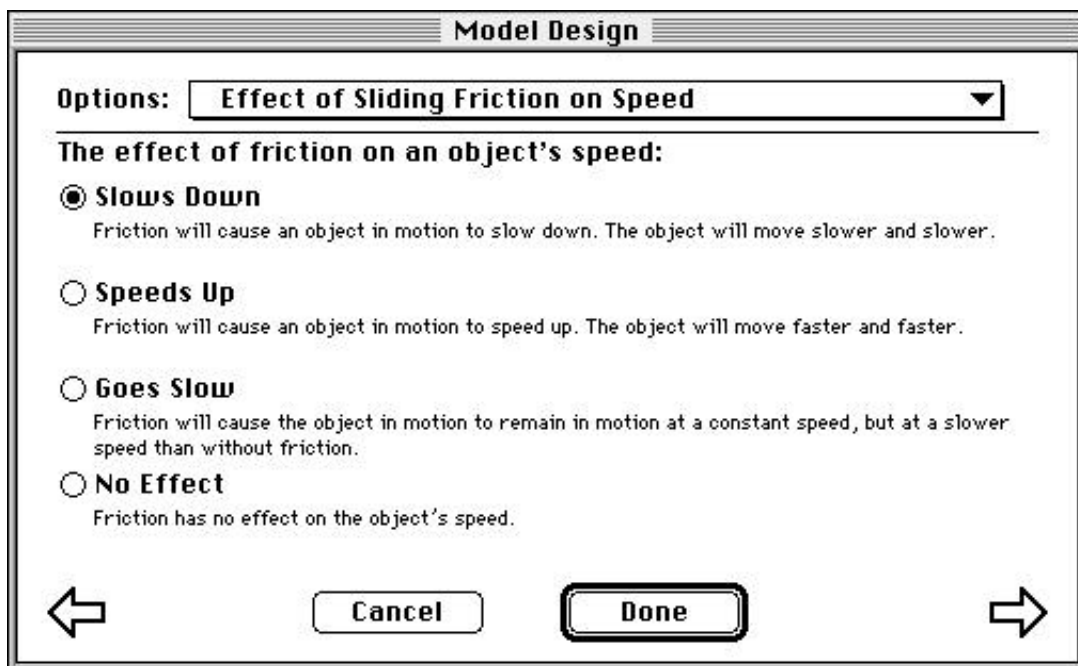 Model Design
Options: Effect of Sliding Friction on Speed
The effect of friction on an object's speed:
Slows Down
Friction will cause an object in motion to slow down. The object will move slower and slower.
Speeds Up
Friction will cause an object in motion to speed up. The object will move faster and faster.
Goes Slow
Friction will cause the object in motion to remain in motion at a constant speed, but at a slower
speed than without friction.
No Effect
Friction has no effect on the object's speed.
Cancel Done